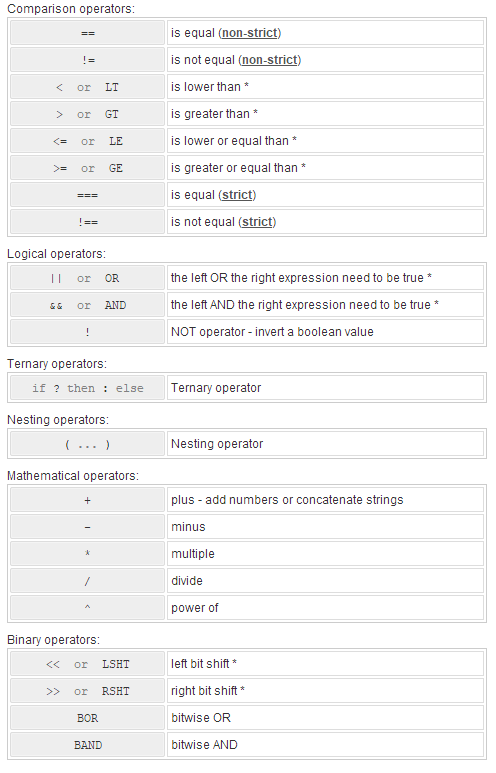 Comparison operators:
== is equal (non-strict)
!= is not equal (non-strict)
< or LT is lower than *
> or GT is greater than *
<= or LE is lower or equal than *
>= or GE is greater or equal than *
=== is equal (strict)
!== is not equal (strict)
Logical operators:
|| or OR the left OR the right expression need to be true *
&& or AND the left AND the right expression need to be true *
! NOT operator - invert a boolean value
Ternary operators:
if ? then : else Ternary operator
Nesting operators:
( ... ) Nesting operator
Mathematical operators:
+ plus - add numbers or concatenate strings
- minus
* multiple
/ divide
^ power of
Binary operators:
<< or LSHT left bit shift *
>> or RSHT right bit shift *
BOR bitwise OR
BAND bitwise AND